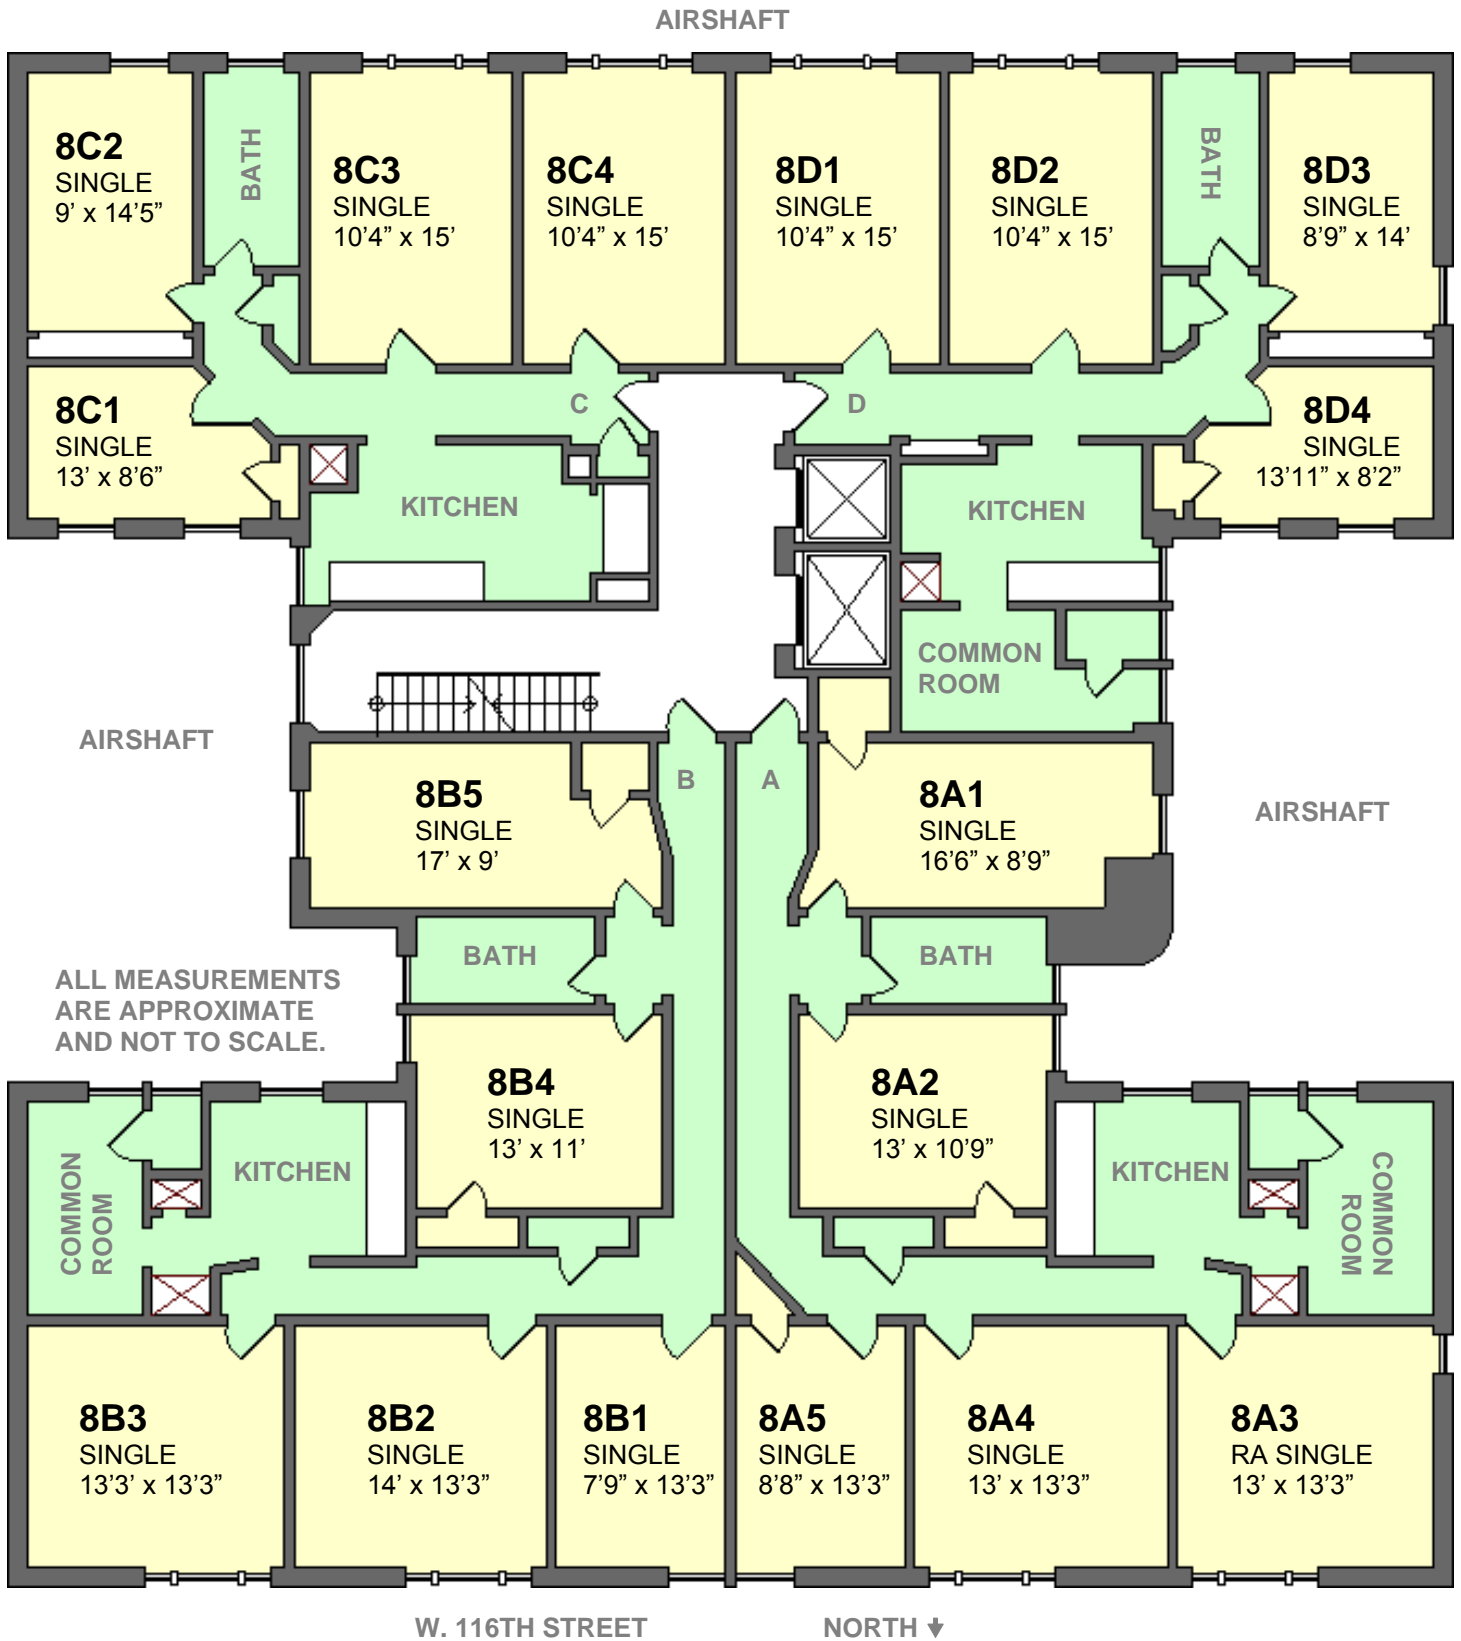 AIRSHAFT
8C2
SINGLE
9’ x 14’5”
BATH
8C3
SINGLE
10’4” x 15’
8C4
SINGLE
10’4” x 15’
8D1
SINGLE
10’4” x 15’
8D2
SINGLE
10’4” x 15’
BATH
8D3
SINGLE
8’9” x 14’
8C1
SINGLE
13’ x 8’6”
C
D
8D4
SINGLE
13’11” x 8’2”
KITCHEN
KITCHEN
COMMON
ROOM
AIRSHAFT
B
A
8B5
SINGLE
17’ x 9’
8A1
SINGLE
16’6” x 8’9”
AIRSHAFT
BATH
BATH
ALL MEASUREMENTS
ARE APPROXIMATE
AND NOT TO SCALE.
8B4
SINGLE
13’ x 11’
8A2
SINGLE
13’ x 10’9”
COMMON
ROOM
KITCHEN
KITCHEN
COMMON
ROOM
8B3
SINGLE
13’3’ x 13’3”
8B2
SINGLE
14’ x 13’3”
8B1
SINGLE
7’9” x 13’3”
8A5
SINGLE
8’8” x 13’3”
8A4
SINGLE
13’ x 13’3”
8A3
RA SINGLE
13’ x 13’3”
W. 116TH STREET
NORTH